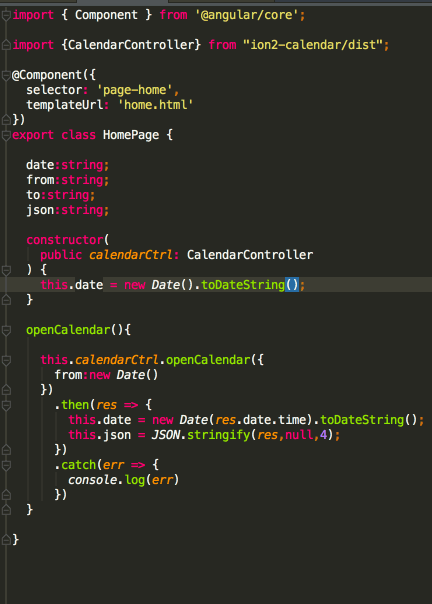 import { Component } from '@angular/core';
import {CalendarController} from "ion2-calendar/dist";
@Component({
selector: 'page-home',
templateUrl: 'home.html'
})
export class HomePage {
date:string;
from:string;
to:string;
json:string;
constructor(
public calendarCtrl: CalendarController
) {
this.date = new Date().toDateString();
}
openCalendar(){
this.calendarCtrl.openCalendar({
from:new Date()
})
.then(res => {
this.date = new Date(res.date.time).toDateString();
this.json = JSON.stringify(res,null,4);
})
.catch(err => {
console.log(err)
})
}
}